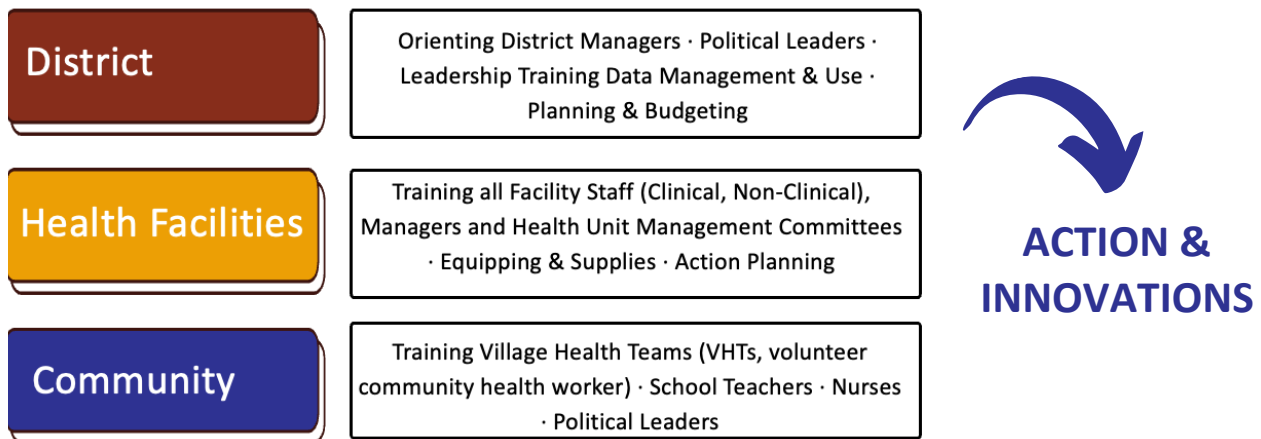 District
Orienting District Managers · Political Leaders ·
Leadership Training Data Management & Use ·
Planning & Budgeting
Health Facilities
Training all Facility Staff (Clinical, Non-Clinical),
Managers and Health Unit Management Committees
· Equipping & Supplies · Action Planning
Community
Training Village Health Teams (VHTs, volunteer
community health worker) · School Teachers · Nurses
· Political Leaders
ACTION &
INNOVATIONS